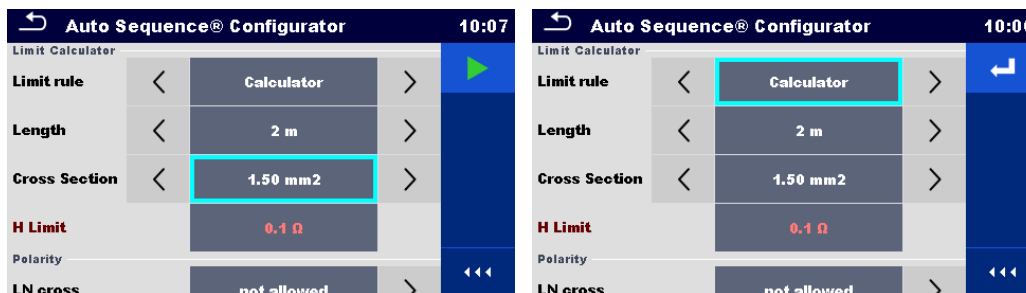 Auto Sequence® Configurator 10:07
Limit Calculator
Limit rule Calculator
Length 2 m
Cross Section 1.50 mm2
H Limit 0.1 Ω
Polarity
LN cross not allowed
Auto Sequence® Configurator
Limit Calculator
Limit rule Calculator
Length 2 m
Cross Section 1.50 mm2
H Limit 0.1 Ω
Polarity
LN cross not allowed